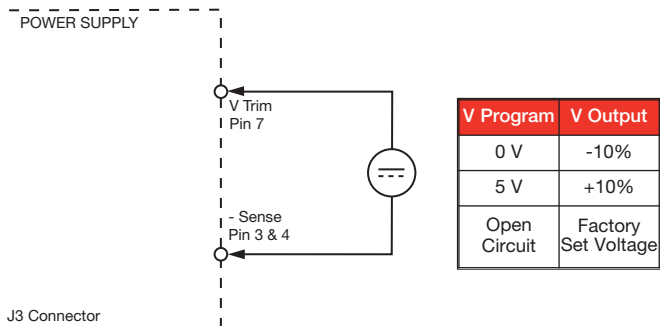 POWER SUPPLY
V Trim
Pin 7
- Sense
Pin 3 & 4
J3 Connector
V Program V Output
0 V -10%
5 V +10%
Open Circuit Factory Set Voltage